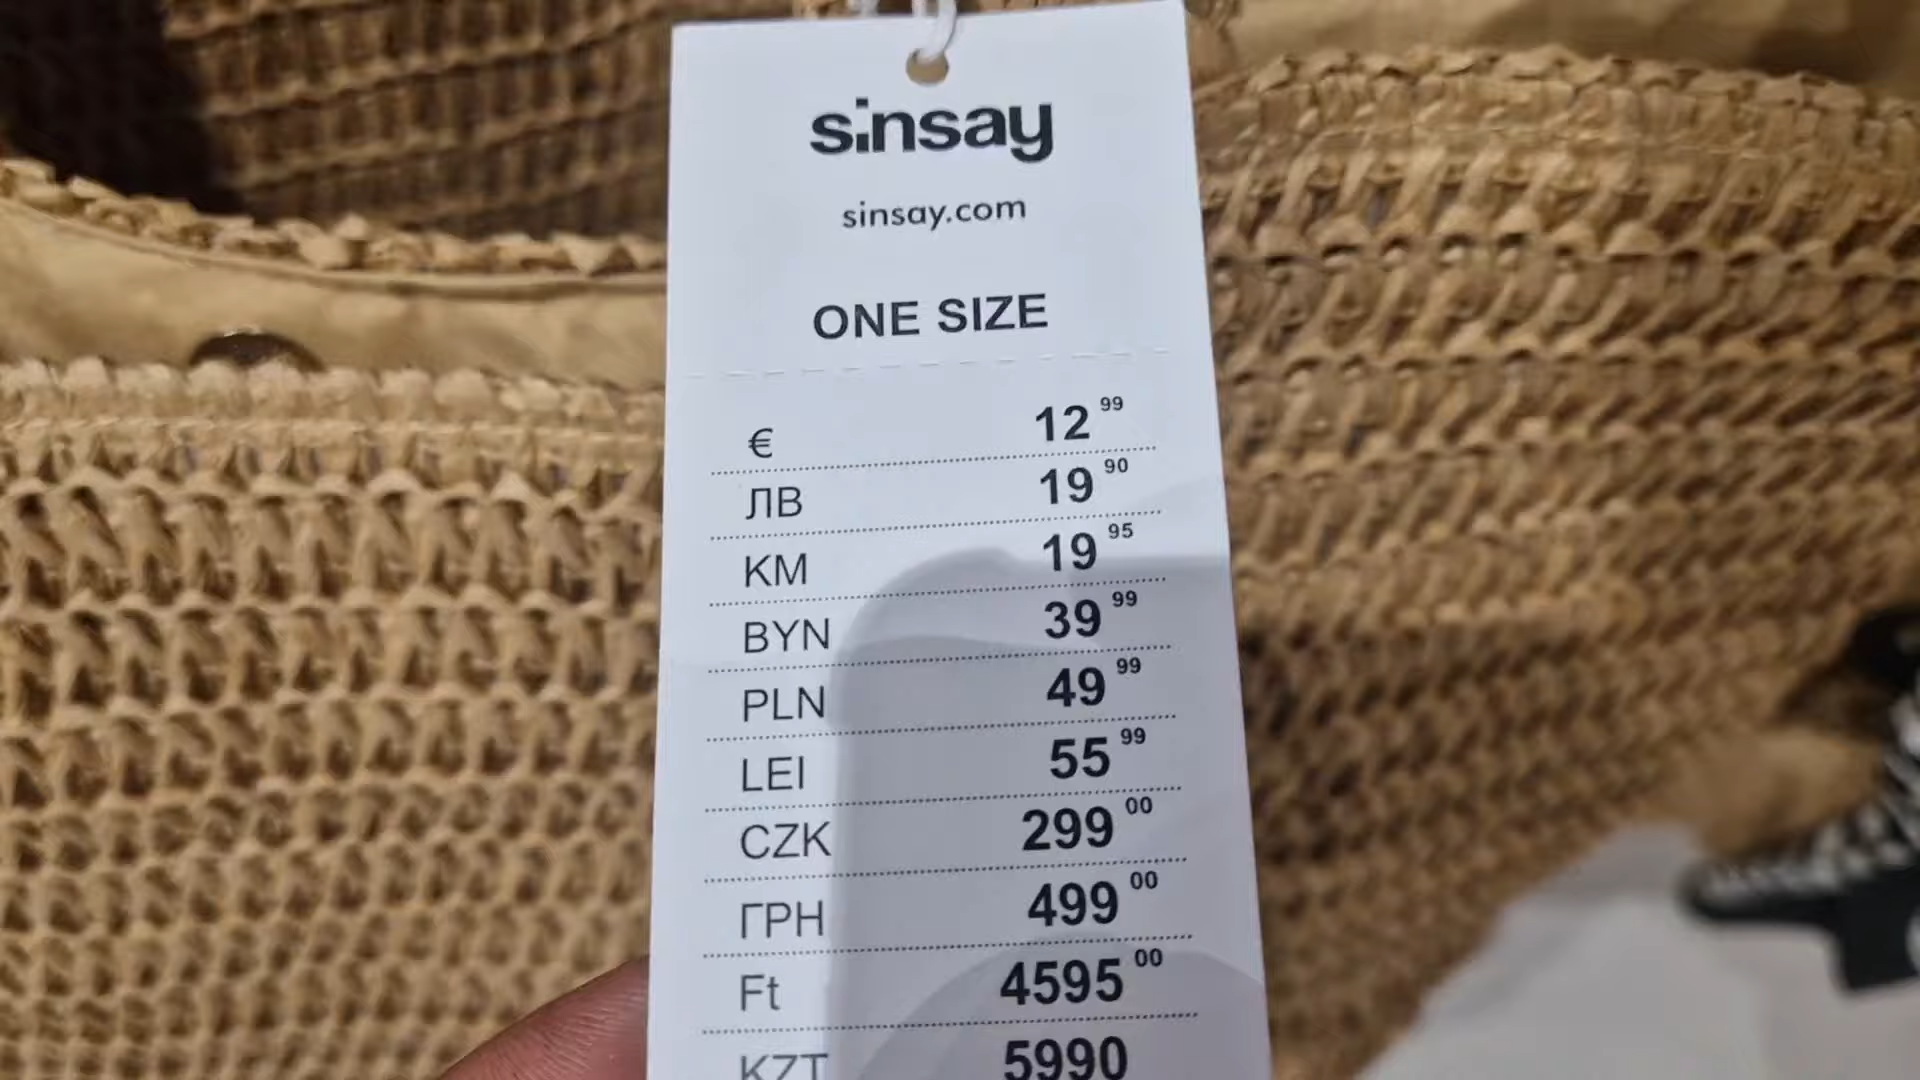 sinsay
sinsay.com
ONE SIZE
€ 12 99
ЛВ 19 90
KM 19 95
BYN 39 99
PLN 49 99
LEI 55 99
CZK 299 00
ГРН 499 00
Ft 4595 00
KZT 5990